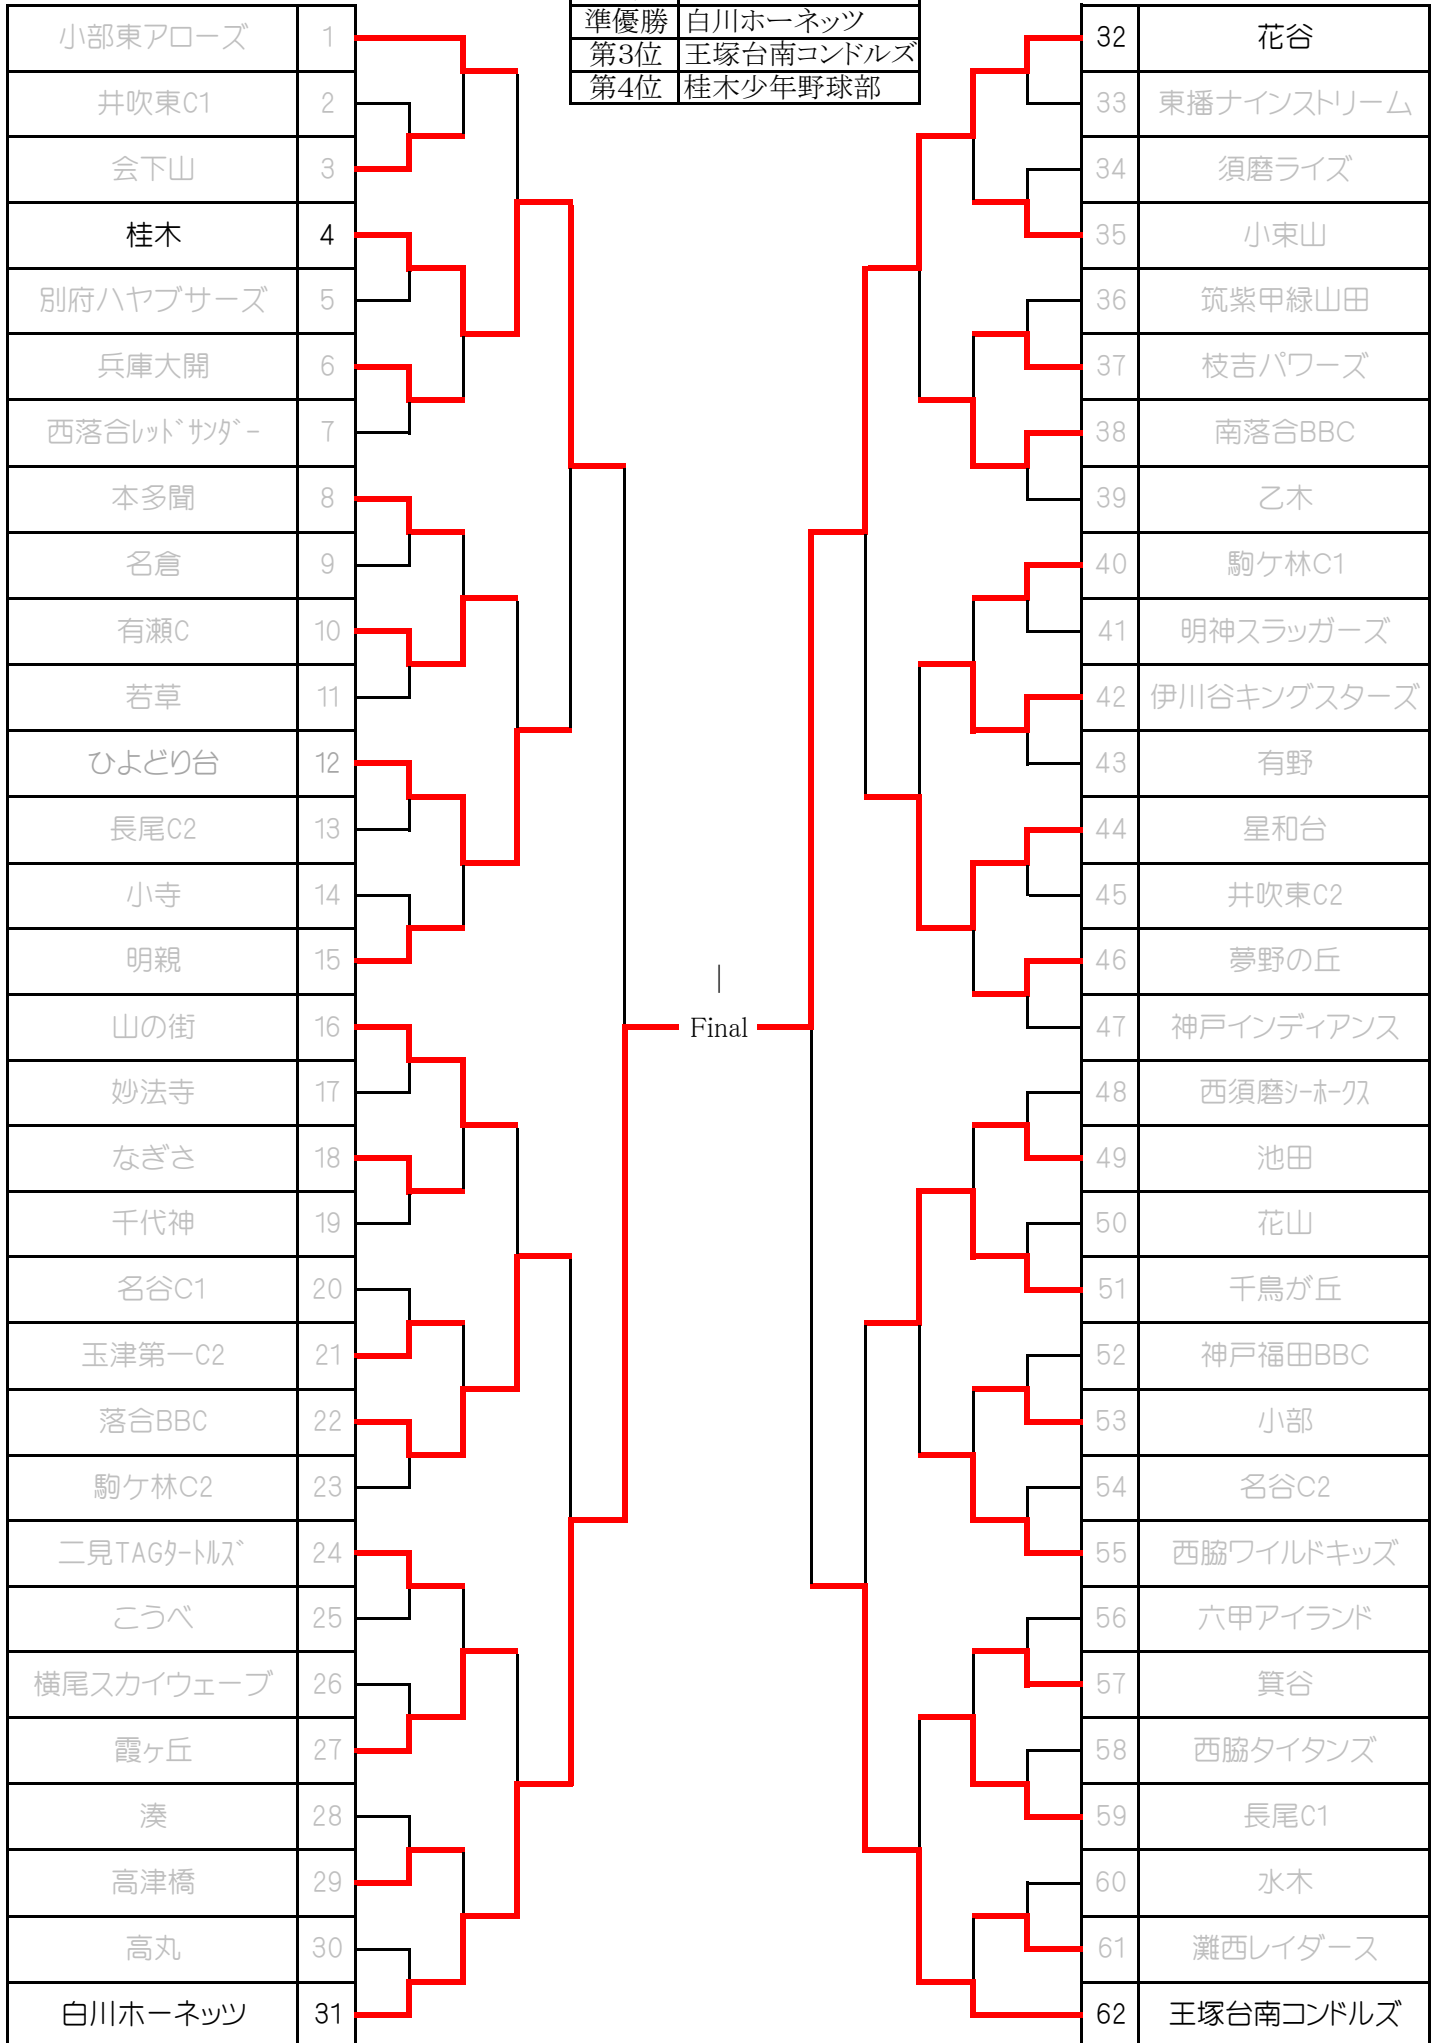 準優勝 白川ホーネッツ
第3位 王塚台南コンドルズ
第4位 桂木少年野球部
小部東アローズ 1
井吹東C1 2
会下山 3
桂木 4
別府ハヤブサーズ 5
兵庫大開 6
西落合ﾚｯﾄﾞｻﾝﾀﾞｰ 7
本多聞 8
名倉 9
有瀬C 10
若草 11
ひよどり台 12
長尾C2 13
小寺 14
明親 15
山の街 16
妙法寺 17
なぎさ 18
千代神 19
名谷C1 20
玉津第一C2 21
落合BBC 22
駒ケ林C2 23
二見TAGﾀｰﾄﾙｽﾞ 24
こうべ 25
横尾スカイウェーブ 26
霞ヶ丘 27
湊 28
高津橋 29
高丸 30
白川ホーネッツ 31
|
Final
32 花谷
33 東播ナインストリーム
34 須磨ライズ
35 小束山
36 筑紫甲緑山田
37 枝吉パワーズ
38 南落合BBC
39 乙木
40 駒ケ林C1
41 明神スラッガーズ
42 伊川谷キングスターズ
43 有野
44 星和台
45 井吹東C2
46 夢野の丘
47 神戸インディアンス
48 西須磨ｼｰﾎｰｸｽ
49 池田
50 花山
51 千鳥が丘
52 神戸福田BBC
53 小部
54 名谷C2
55 西脇ワイルドキッズ
56 六甲アイランド
57 箕谷
58 西脇タイタンズ
59 長尾C1
60 水木
61 灘西レイダース
62 王塚台南コンドルズ